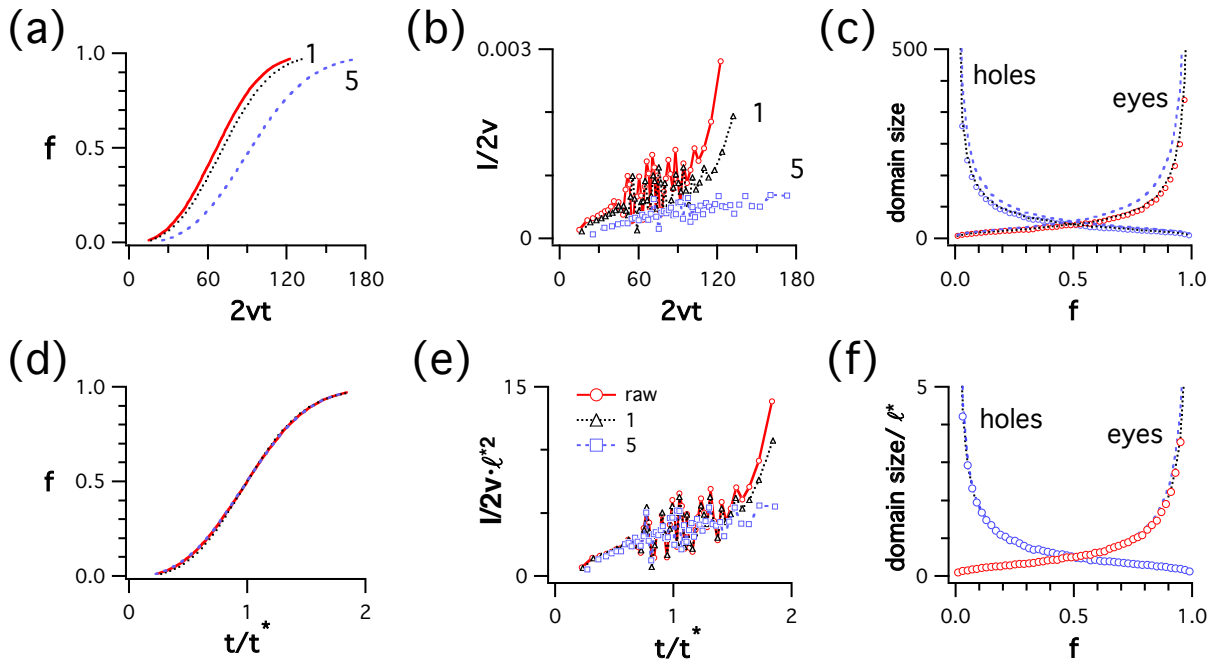 (a)
1.0
1
5
f
0.5
0.0
0
60
120
180
2vt
(b)
0.003
1
5
I/2v
0
0
60
120
180
2vt
(c)
500
holes
eyes
domain size
0
0.0
0.5
1.0
f
(d)
1.0
f
0.5
0.0
0
1
2
t/t*
(e)
15
raw
1
5
I/2v·ℓ*2
0
0
1
2
t/t*
(f)
5
holes
eyes
domain size/ ℓ*
0
0.0
0.5
1.0
f